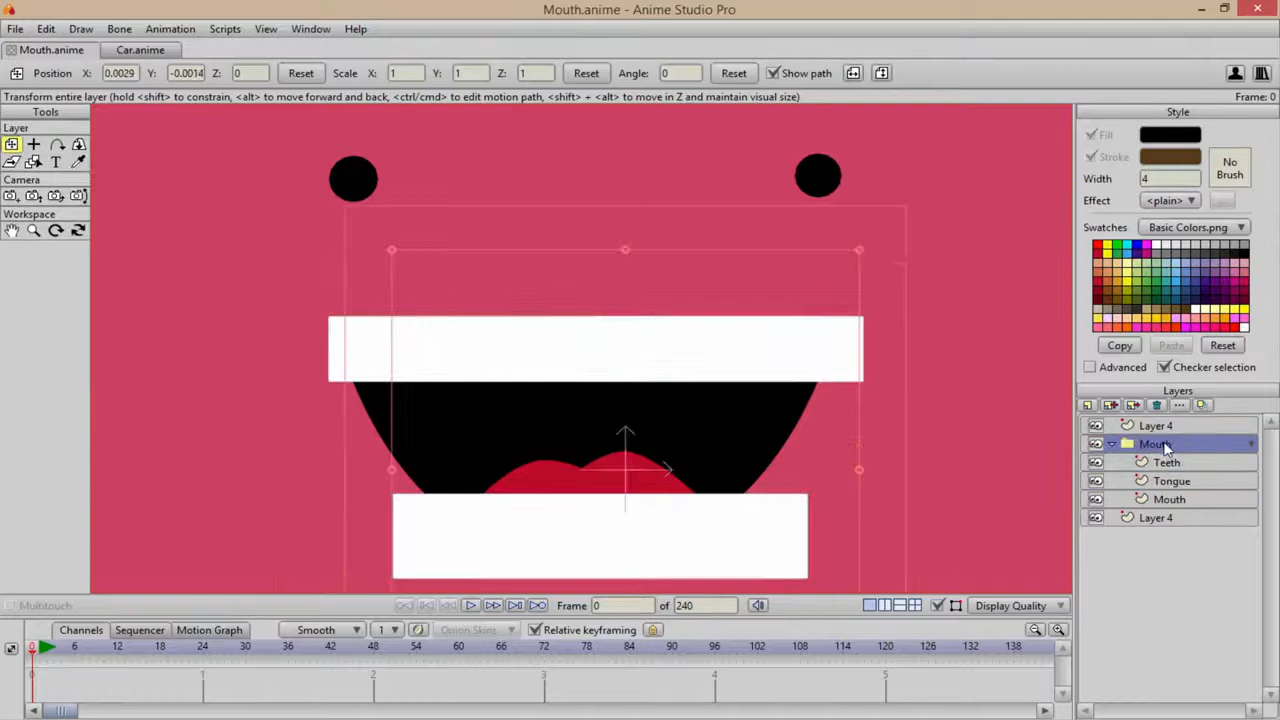 Mouth.anime - Anime Studio Pro
File Edit Draw Bone Animation Scripts View Window Help
Mouth.anime Car.anime
Position X: 0.0029 Y: -0.0014 Z: 0 Reset Scale X: 1 Y: 1 Z: 1 Reset Angle: 0 Reset Show path
Transform entire layer (hold <shift> to constrain, <alt> to move forward and back, <ctrl/cmd> to edit motion path, <shift> + <alt> to move in Z and maintain visual size) Frame: 0
Tools
Layer
Camera
Workspace
Style
Fill
Stroke
No Brush
Width 4
Effect <plain>
Swatches Basic Colors.png
Copy Paste Reset
Advanced Checker selection
Layers
Layer 4
Mouth
Teeth
Tongue
Mouth
Layer 4
Multitouch Frame 0 of 240 Display Quality
Channels Sequencer Motion Graph Smooth 1 Onion Skins Relative keyframing
0 6 12 18 24 30 36 42 48 54 60 66 72 78 84 90 96 102 108 114 120 126 132 138
0 1 2 3 4 5